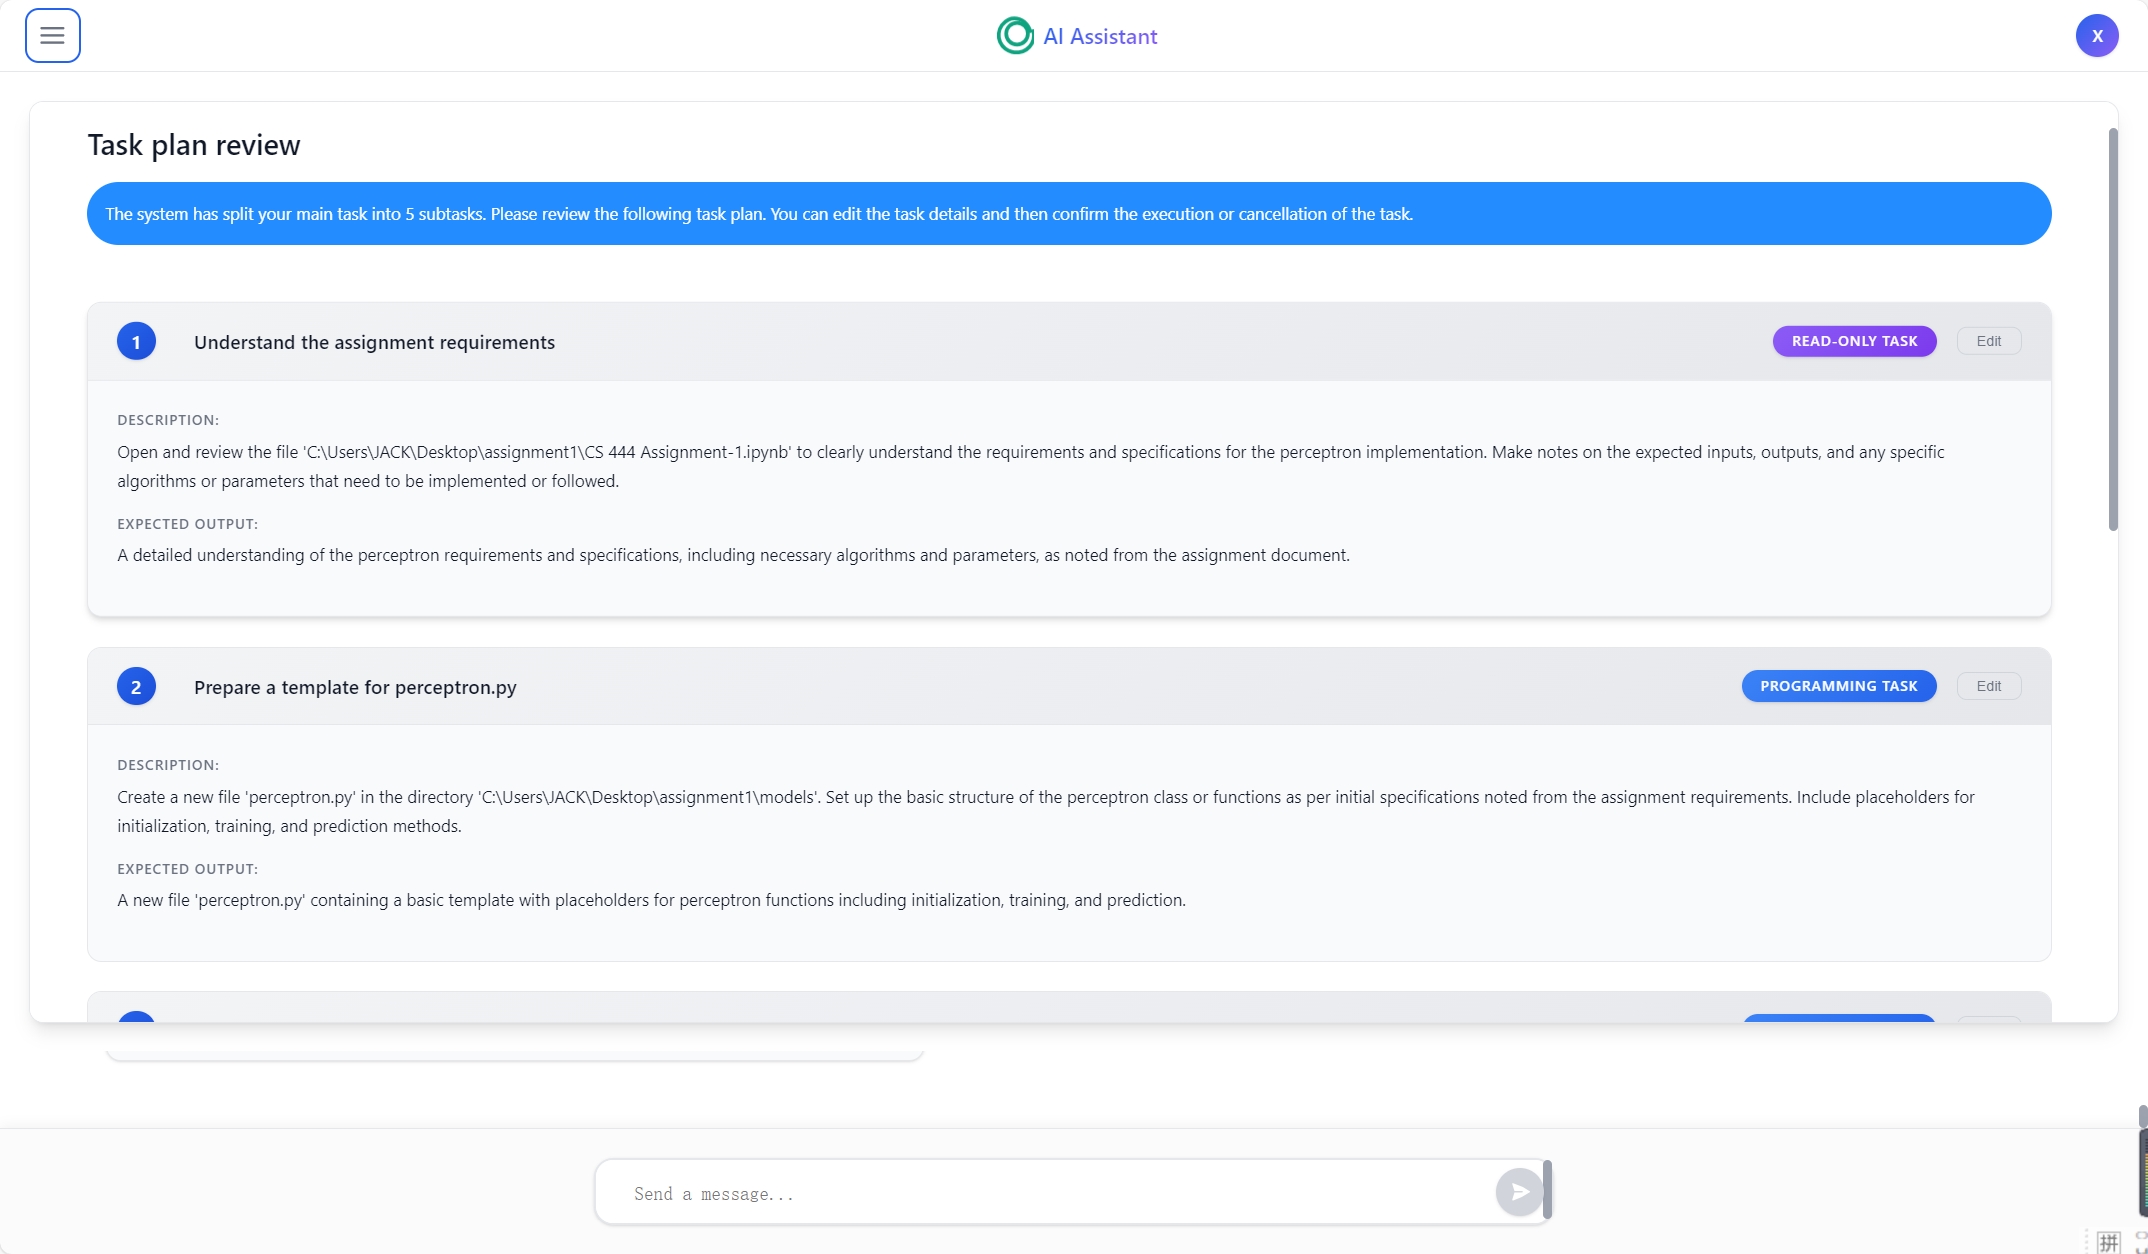 AI Assistant
X
Task plan review
The system has split your main task into 5 subtasks. Please review the following task plan. You can edit the task details and then confirm the execution or cancellation of the task.
1
Understand the assignment requirements
READ-ONLY TASK
Edit
DESCRIPTION:
Open and review the file 'C:\Users\JACK\Desktop\assignment1\CS 444 Assignment-1.ipynb' to clearly understand the requirements and specifications for the perceptron implementation. Make notes on the expected inputs, outputs, and any specific
algorithms or parameters that need to be implemented or followed.
EXPECTED OUTPUT:
A detailed understanding of the perceptron requirements and specifications, including necessary algorithms and parameters, as noted from the assignment document.
2
Prepare a template for perceptron.py
PROGRAMMING TASK
Edit
DESCRIPTION:
Create a new file 'perceptron.py' in the directory 'C:\Users\JACK\Desktop\assignment1\models'. Set up the basic structure of the perceptron class or functions as per initial specifications noted from the assignment requirements. Include placeholders for
initialization, training, and prediction methods.
EXPECTED OUTPUT:
A new file 'perceptron.py' containing a basic template with placeholders for perceptron functions including initialization, training, and prediction.
Send a message...
拼